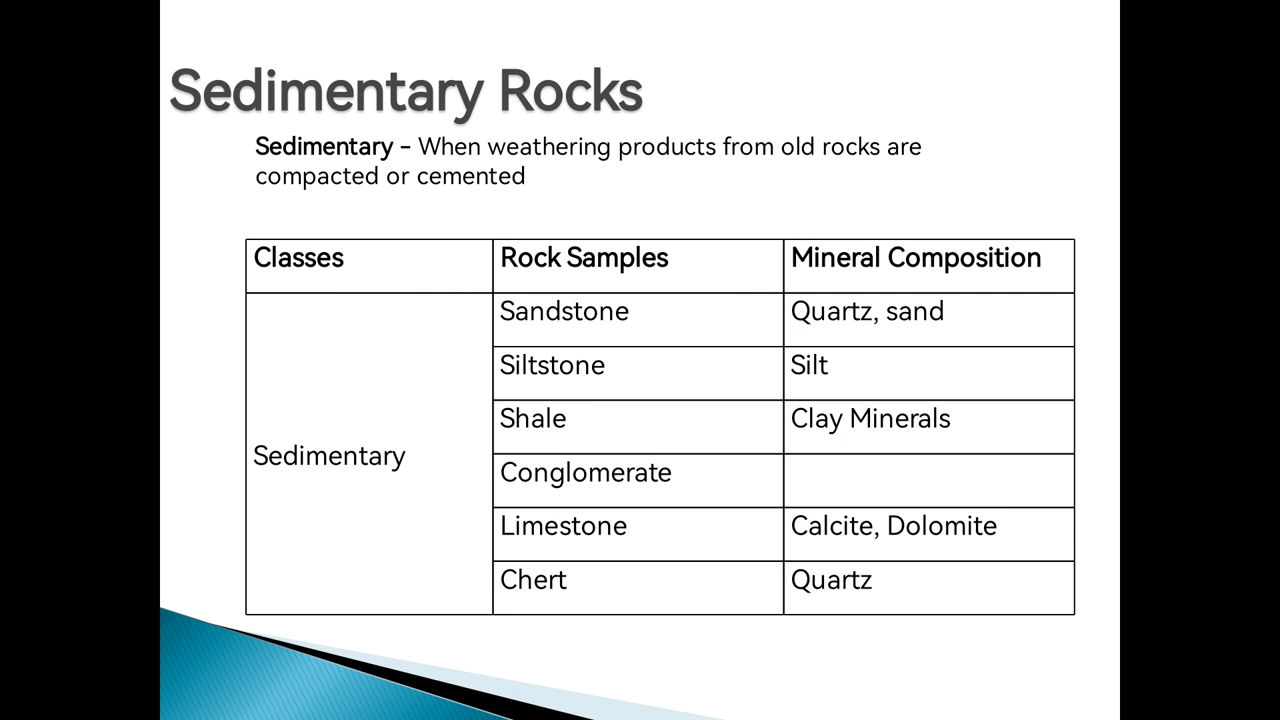 Sedimentary Rocks
Sedimentary - When weathering products from old rocks are
compacted or cemented
Classes Rock Samples Mineral Composition
Sedimentary
Sandstone Quartz, sand
Siltstone Silt
Shale Clay Minerals
Conglomerate
Limestone Calcite, Dolomite
Chert Quartz